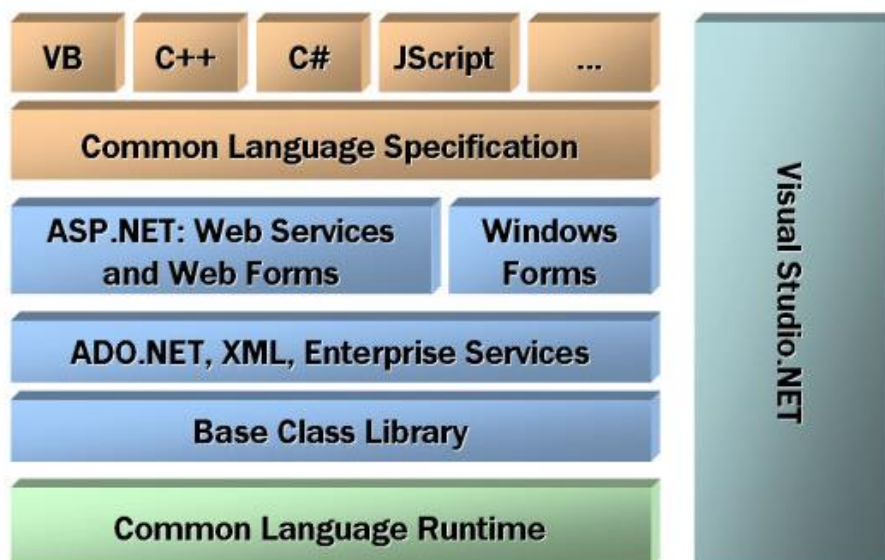 VB
C++
C#
JScript
...
Common Language Specification
ASP.NET: Web Services
and Web Forms
Windows
Forms
ADO.NET, XML, Enterprise Services
Base Class Library
Common Language Runtime
Visual Studio.NET